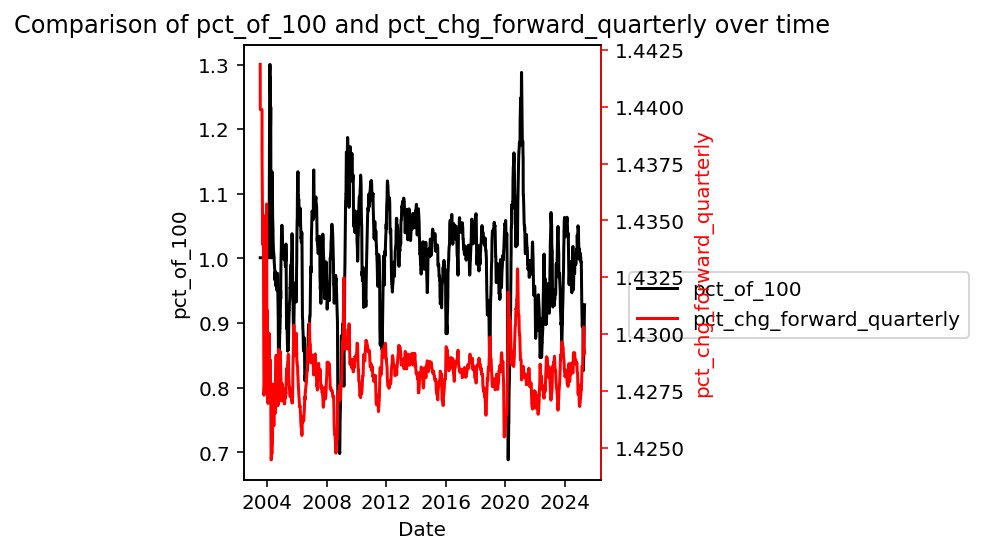 Comparison of pct_of_100 and pct_chg_forward_quarterly over time
1.3
1.2
1.1
1.0
0.9
0.8
0.7
pct_of_100
2004 2008 2012 2016 2020 2024
Date
1.4425
1.4400
1.4375
1.4350
1.4325
1.4300
1.4275
1.4250
pct_chg_forward_quarterly
pct_of_100
pct_chg_forward_quarterly